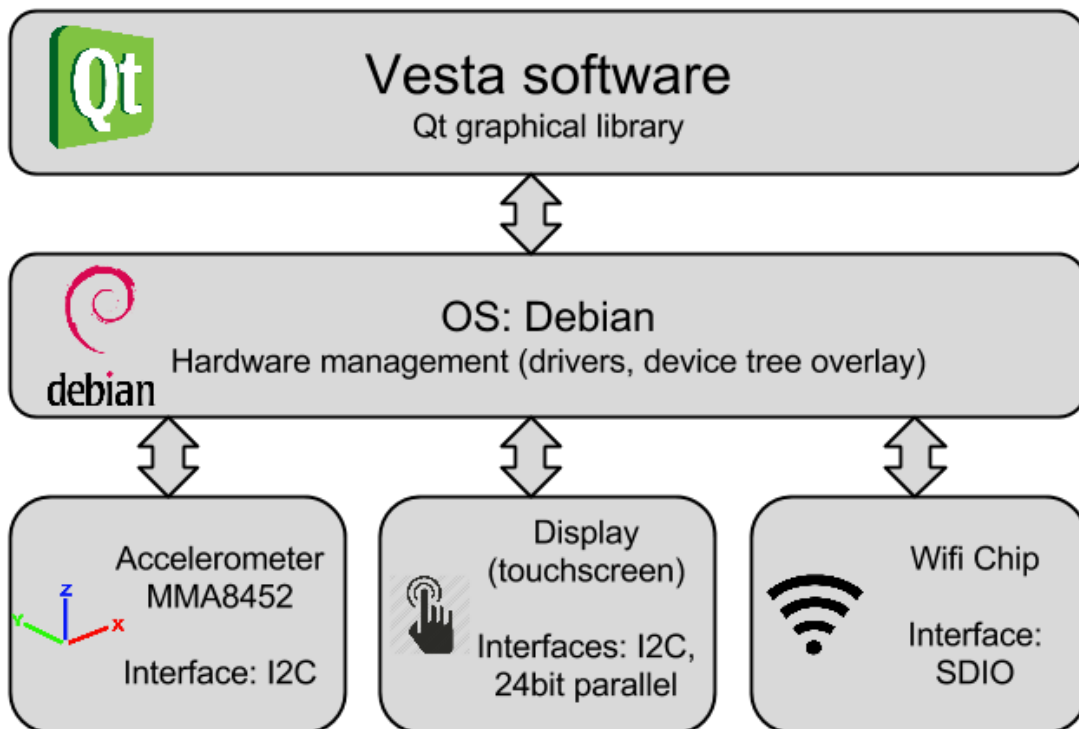 Qt
Vesta software
Qt graphical library
OS: Debian
Hardware management (drivers, device tree overlay)
debian
Accelerometer
MMA8452
Z
Y
X
Interface: I2C
Display
(touchscreen)
Interfaces: I2C,
24bit parallel
Wifi Chip
Interface:
SDIO